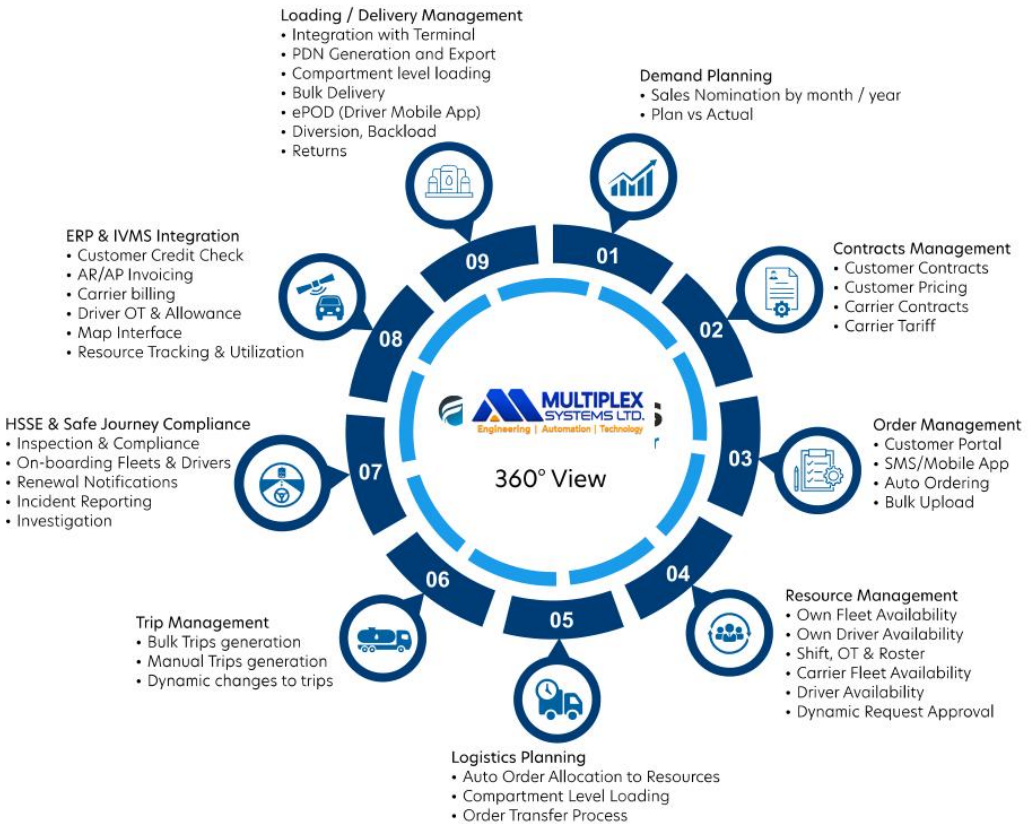 Loading / Delivery Management
• Integration with Terminal
• PDN Generation and Export
• Compartment level loading
• Bulk Delivery
• ePOD (Driver Mobile App)
• Diversion, Backload
• Returns
Demand Planning
• Sales Nomination by month / year
• Plan vs Actual
ERP & IVMS Integration
• Customer Credit Check
• AR/AP Invoicing
• Carrier billing
• Driver OT & Allowance
• Map Interface
• Resource Tracking & Utilization
Contracts Management
• Customer Contracts
• Customer Pricing
• Carrier Contracts
• Carrier Tariff
HSSE & Safe Journey Compliance
• Inspection & Compliance
• On-boarding Fleets & Drivers
• Renewal Notifications
• Incident Reporting
• Investigation
Order Management
• Customer Portal
• SMS/Mobile App
• Auto Ordering
• Bulk Upload
Trip Management
• Bulk Trips generation
• Manual Trips generation
• Dynamic changes to trips
Resource Management
• Own Fleet Availability
• Own Driver Availability
• Shift, OT & Roster
• Carrier Fleet Availability
• Driver Availability
• Dynamic Request Approval
Logistics Planning
• Auto Order Allocation to Resources
• Compartment Level Loading
• Order Transfer Process
01
02
03
04
05
06
07
08
09
MULTIPLEX
SYSTEMS LTD.
Engineering | Automation | Technology
360° View